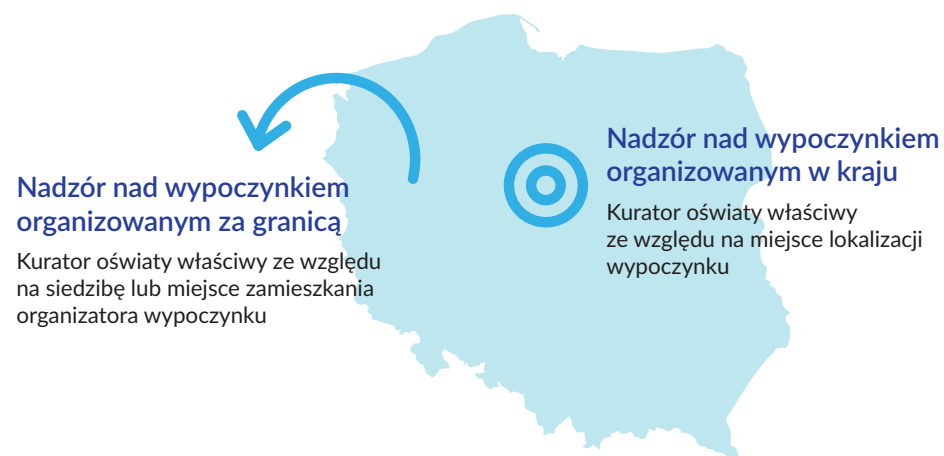 Nadzór nad wypoczynkiem
organizowanym za granicą
Kurator oświaty właściwy ze względu
na siedzibę lub miejsce zamieszkania
organizatora wypoczynku
Nadzór nad wypoczynkiem
organizowanym w kraju
Kurator oświaty właściwy
ze względu na miejsce lokalizacji
wypoczynku